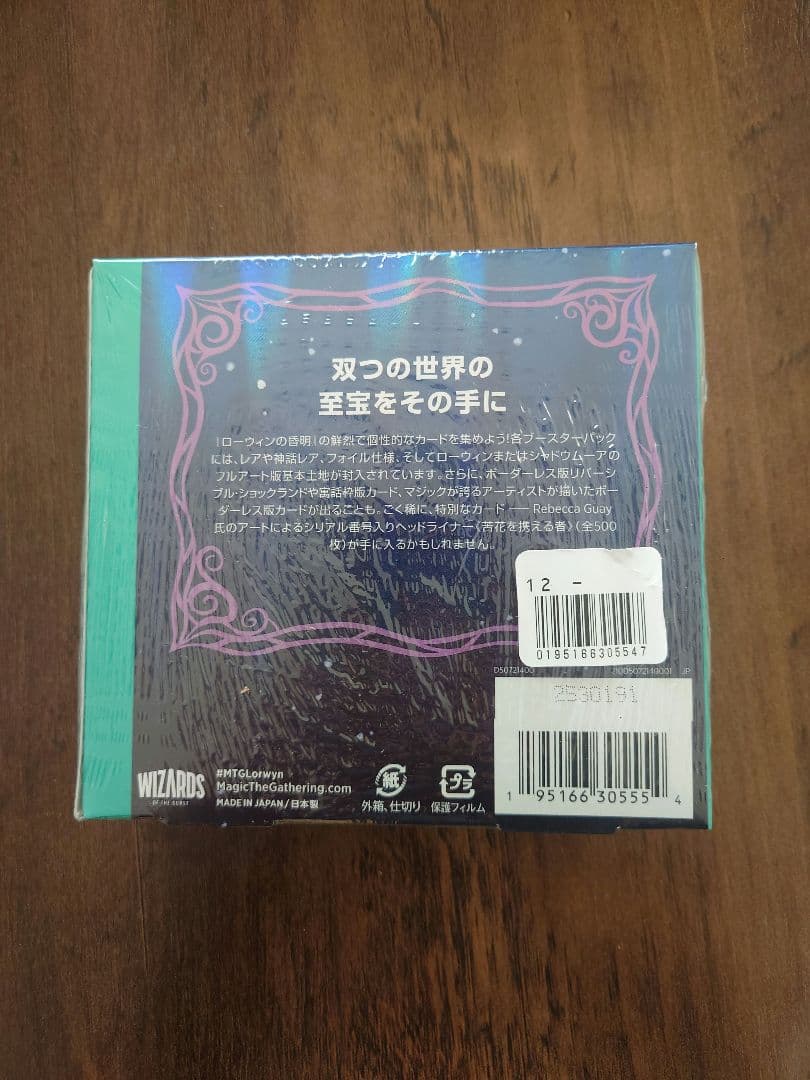 双つの世界の
至宝をその手に
『ローウィンの昏明』の鮮烈で個性的なカードを集めよう!各ブースターパック
には、レアや神話レア、フォイル仕様、そしてローウィンまたはシャドウムーアの
フルアート版基本土地が封入されています。さらに、ボーダーレス版リバーシ
ブル・ショックランドや寓話枠版カード、マジックが誇るアーティストが描いたボー
ダーレス版カードが出ることも。ごく稀に、特別なカード ── Rebecca Guay
氏のアートによるシリアル番号入りヘッドライナー《苦花を携える者》(全500
枚)が手に入るかもしれません。
12 -
0195166305547
D50721400
JP
2530191
1 95166 30555 4
WIZARDS
OF THE COAST
#MTGLorwyn
MagicTheGathering.com
MADE IN JAPAN / 日本製
紙
外箱、仕切り
プラ
保護フィルム